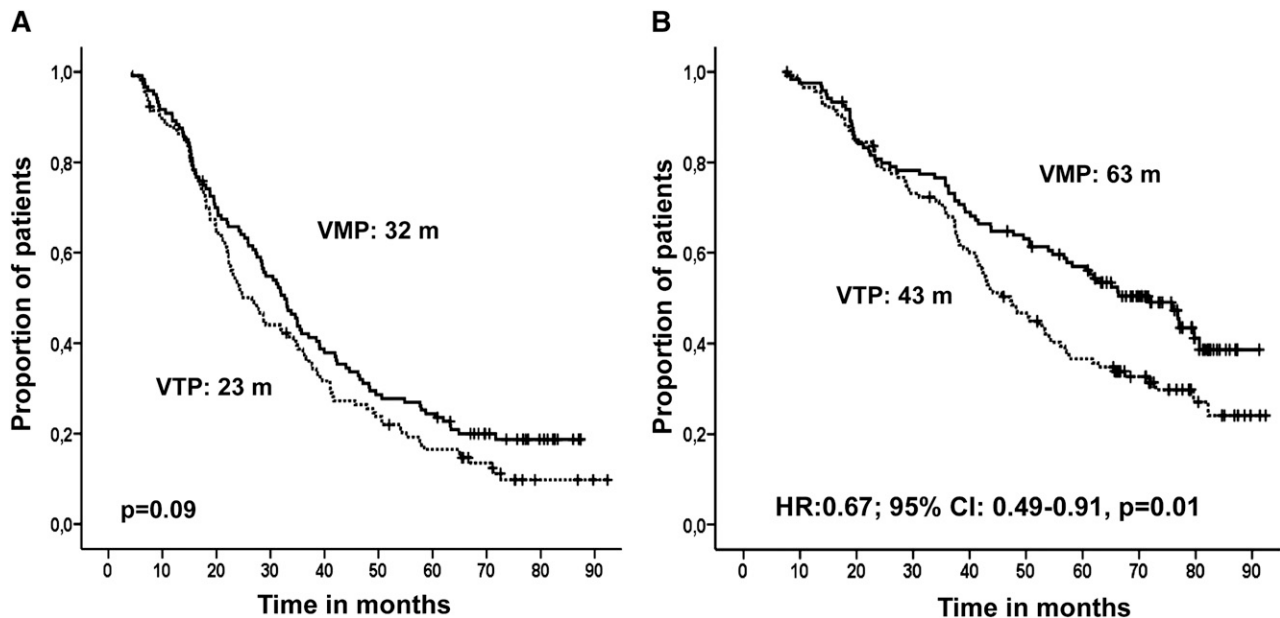 A
Proportion of patients
1,0
0,8
0,6
0,4
0,2
0,0
VMP: 32 m
VTP: 23 m
p=0.09
0 10 20 30 40 50 60 70 80 90
Time in months
B
Proportion of patients
1,0
0,8
0,6
0,4
0,2
0,0
VMP: 63 m
VTP: 43 m
HR:0.67; 95% CI: 0.49-0.91, p=0.01
0 10 20 30 40 50 60 70 80 90
Time in months